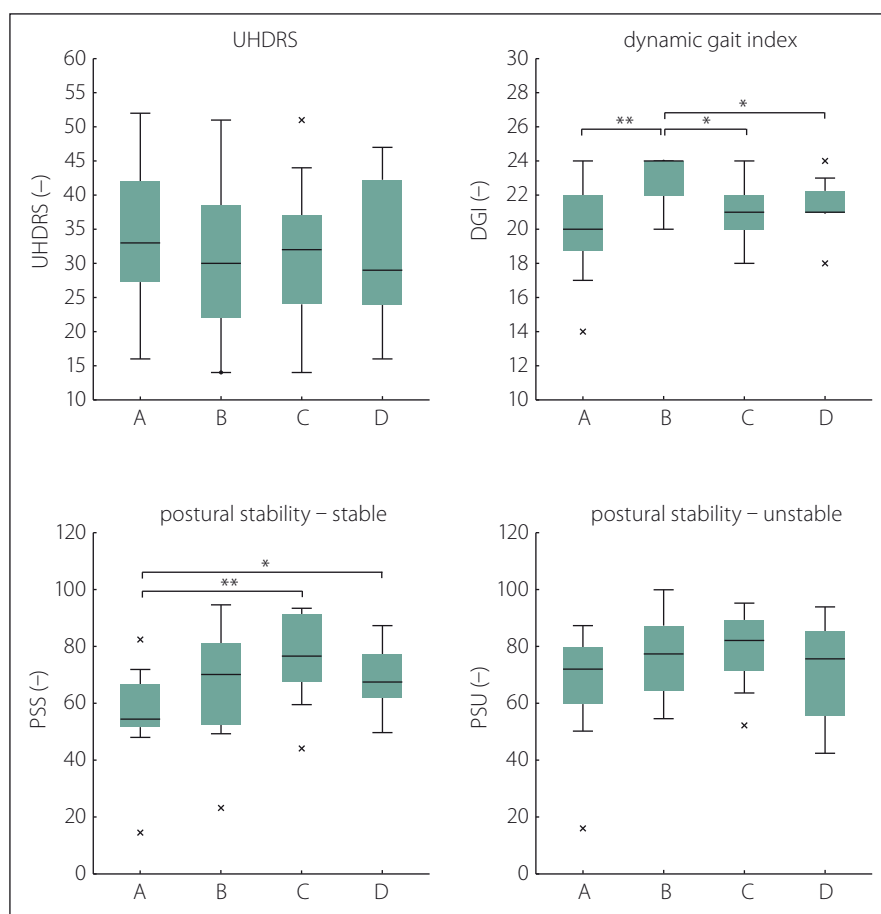 UHDRS
60
55
50
45
40
35
30
25
20
15
10
UHDRS (–)
A B C D
dynamic gait index
30
28
26
24
22
20
18
16
14
12
10
DGI (–)
** * *
A B C D
postural stability – stable
120
100
80
60
40
20
0
PSS (–)
*
**
A B C D
postural stability – unstable
120
100
80
60
40
20
0
PSU (–)
A B C D